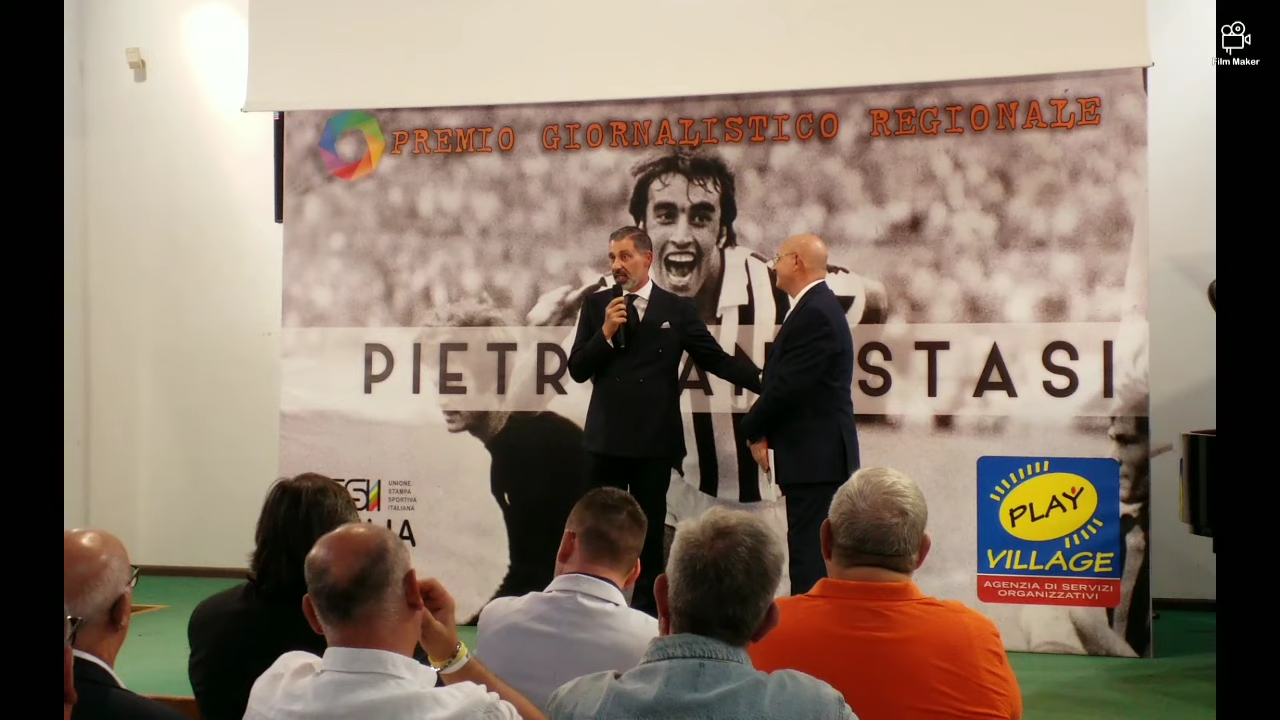 Film Maker
PREMIO GIORNALISTICO REGIONALE
PIETR AN STASI
UNIONE
STAMPA
SPORTIVA
ITALIANA
PLAY
VILLAGE
AGENZIA DI SERVIZI
ORGANIZZATIVI